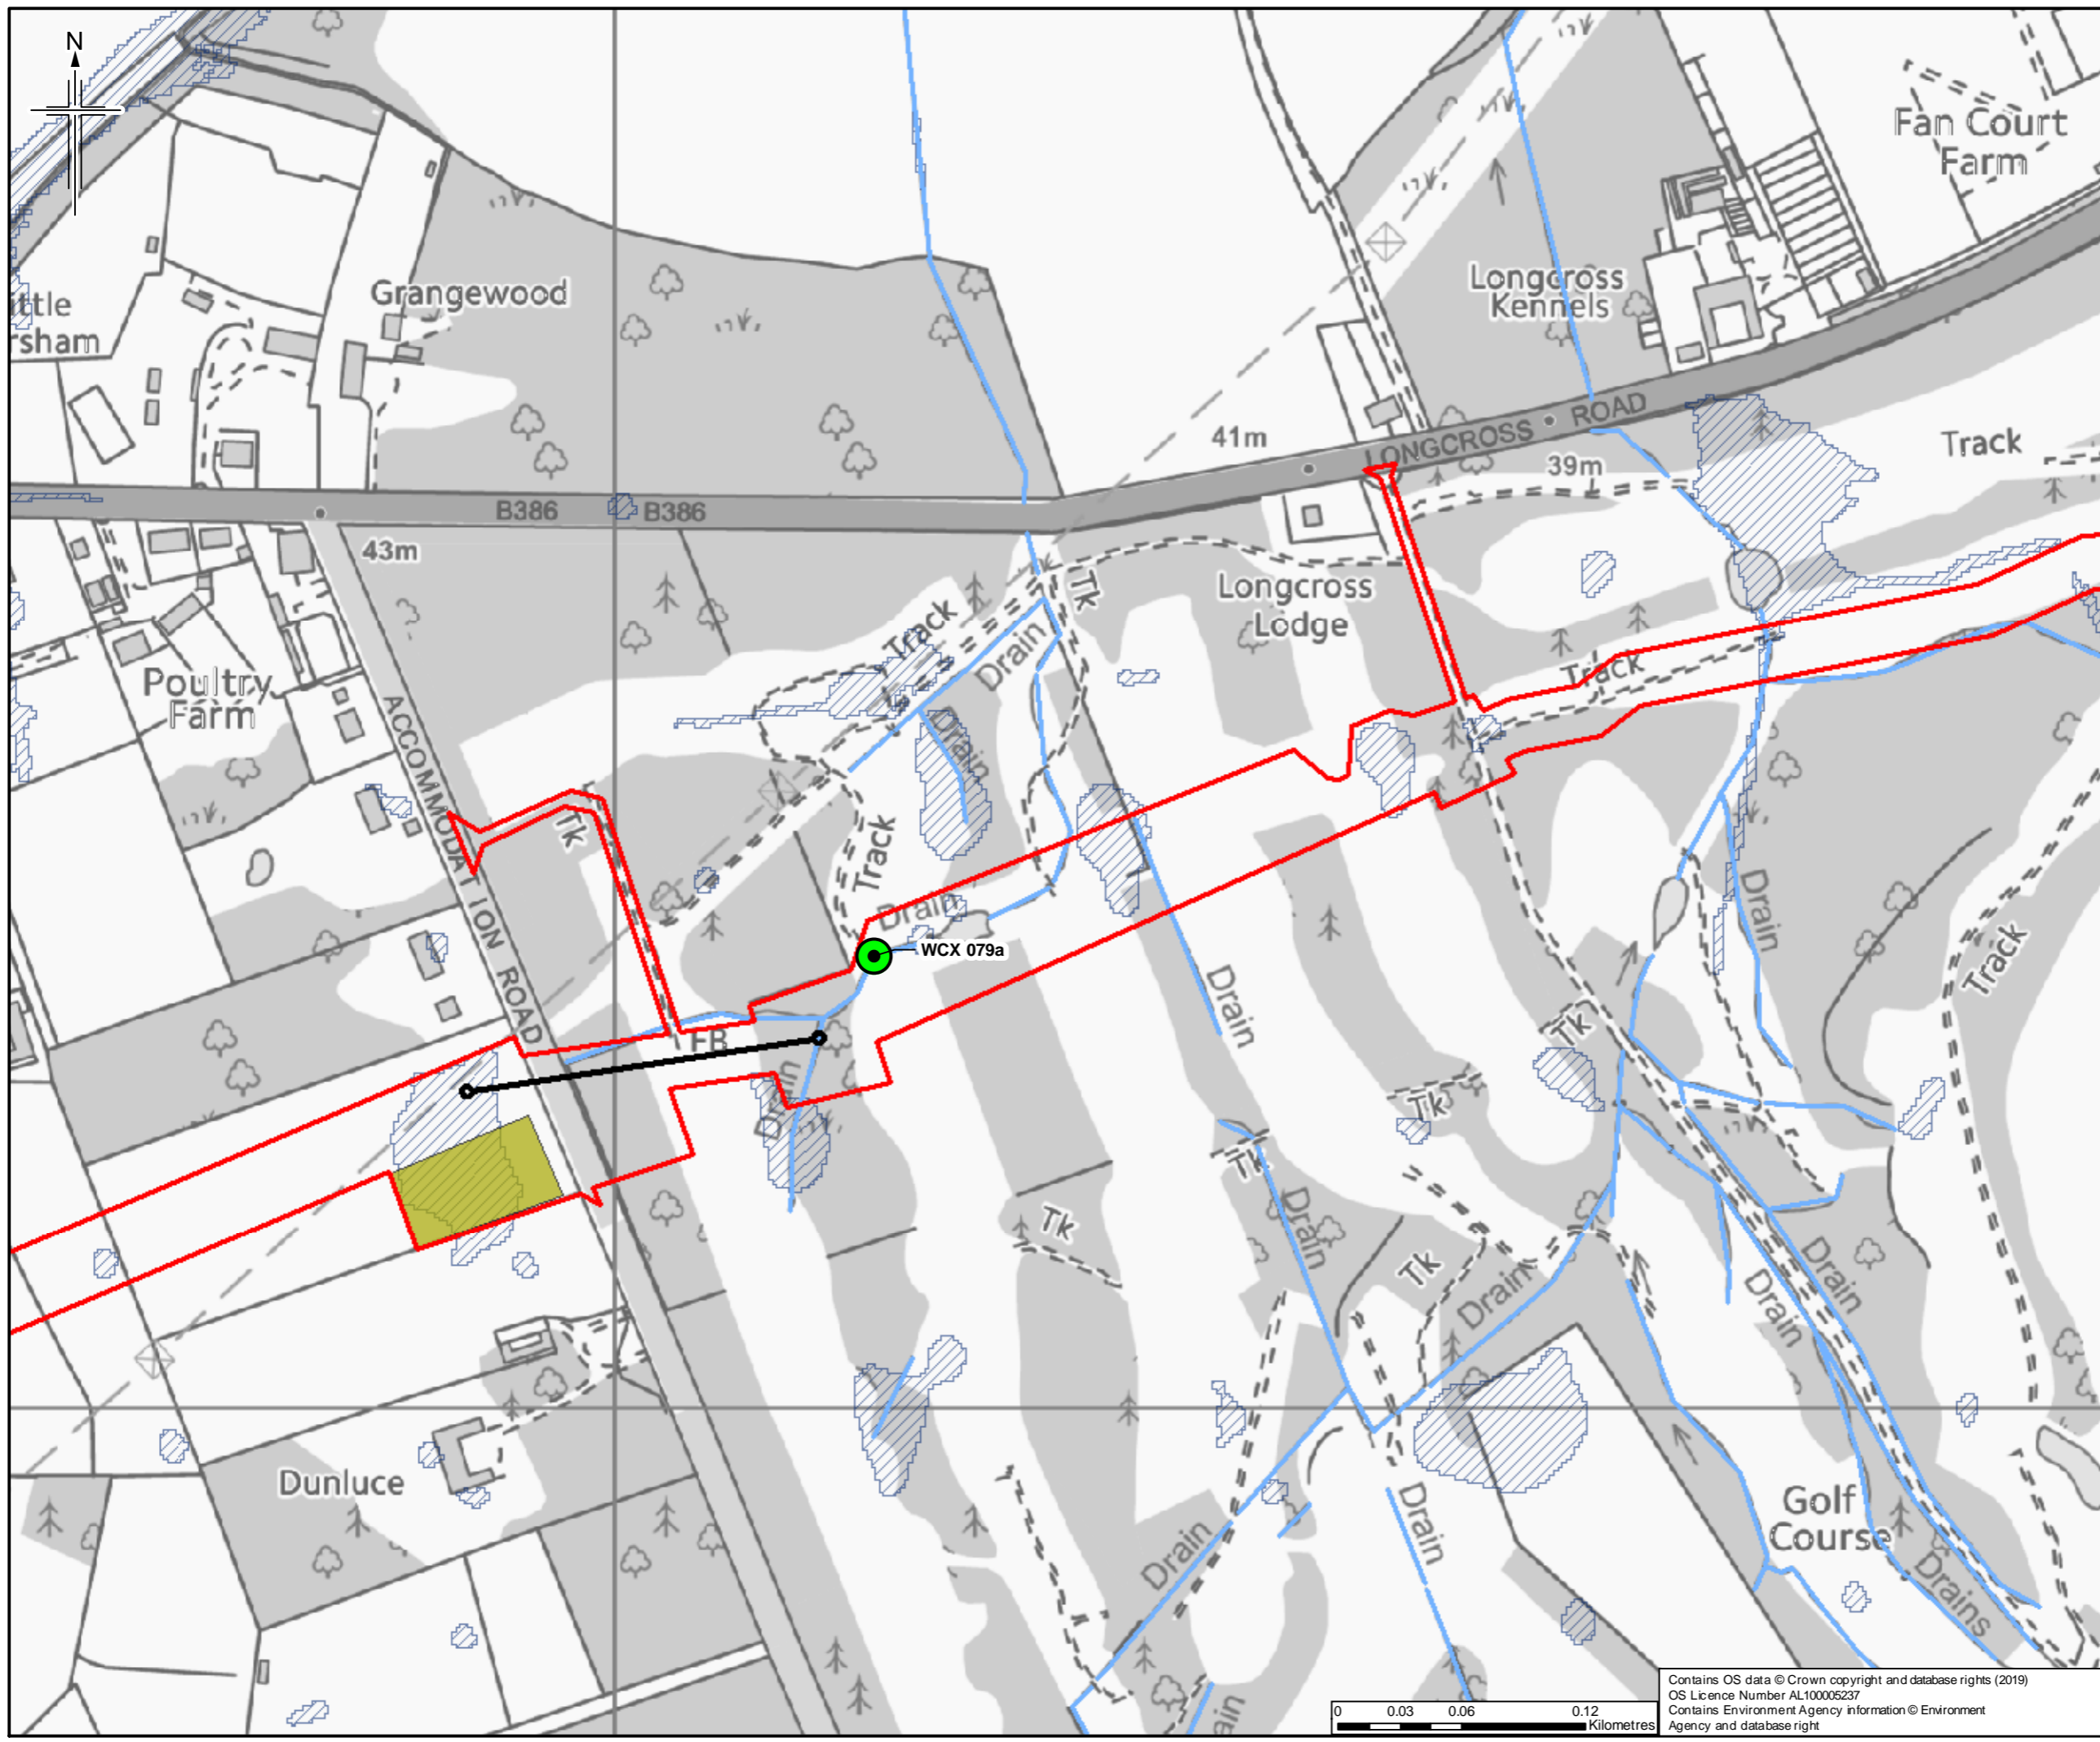 N
Fan Court
Farm
Grangewood
Longcross
Kennels
ittle
rsham
LONGCROSS ROAD
41m
39m
Track
B386
B386
43m
Tk
Track
Drain
Longcross
Lodge
Track
Poultry
Farm
ACCOMMODATION ROAD
Drain
Tk
Track
Drain
Drain
WCX 079a
Track
Drain
Tk
FB
Drain
Tk
Tk
Tk
Drain
Tk
Drain
Drain
Drain
Dunluce
Golf
Course
Drain
Drain
Drains
ain
0 0.03 0.06 0.12
Kilometres
Contains OS data © Crown copyright and database rights (2019)
OS Licence Number AL100005237
Contains Environment Agency information © Environment
Agency and database right